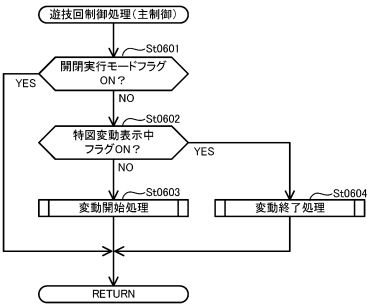 遊技回制御処理(主制御)
St0601
開閉実行モードフラグ
ON？
YES
NO
St0602
特図変動表示中
フラグON？
YES
NO
St0603
変動開始処理
St0604
変動終了処理
RETURN